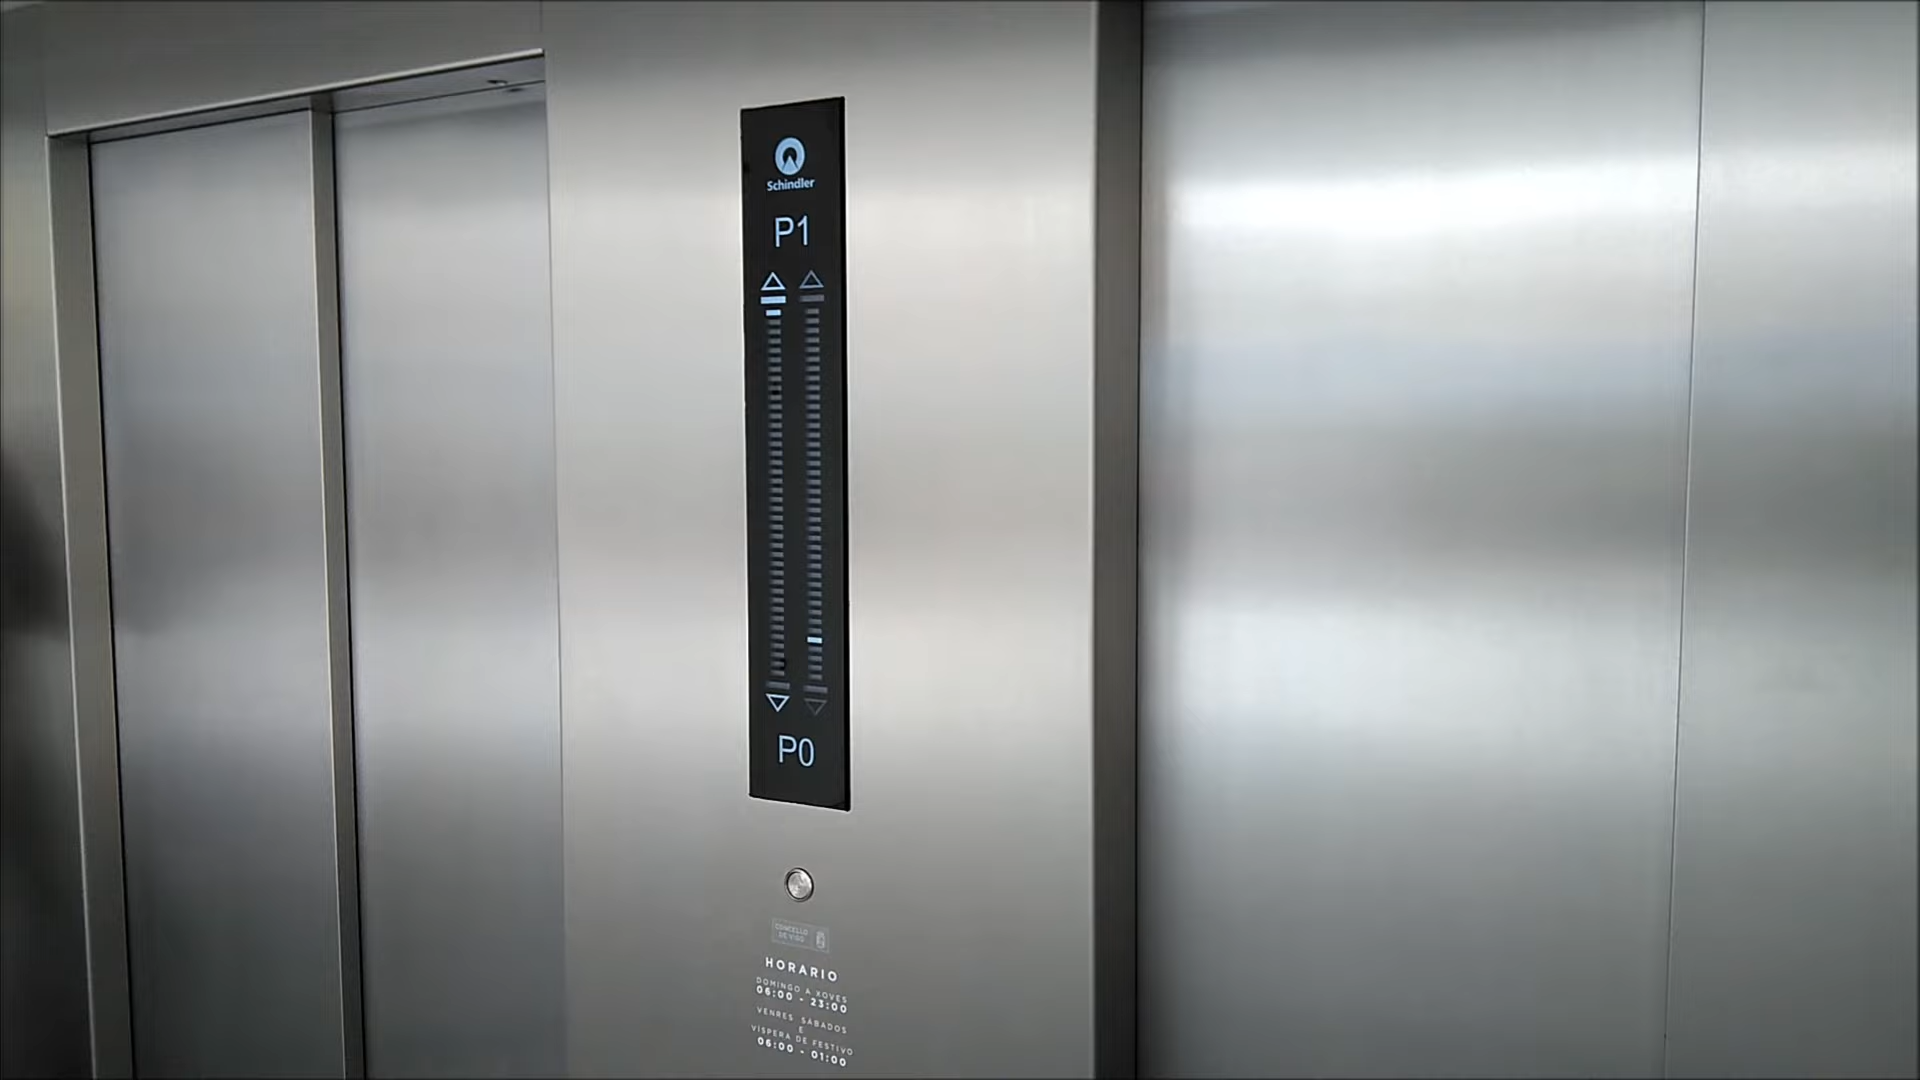 Schindler
P1
P0
CONCELLO
DE VIGO
HORARIO
DOMINGO A XOVES
06:00 - 23:00
VENRES, SÁBADOS
E
VÍSPERA DE FESTIVO
06:00 - 01:00